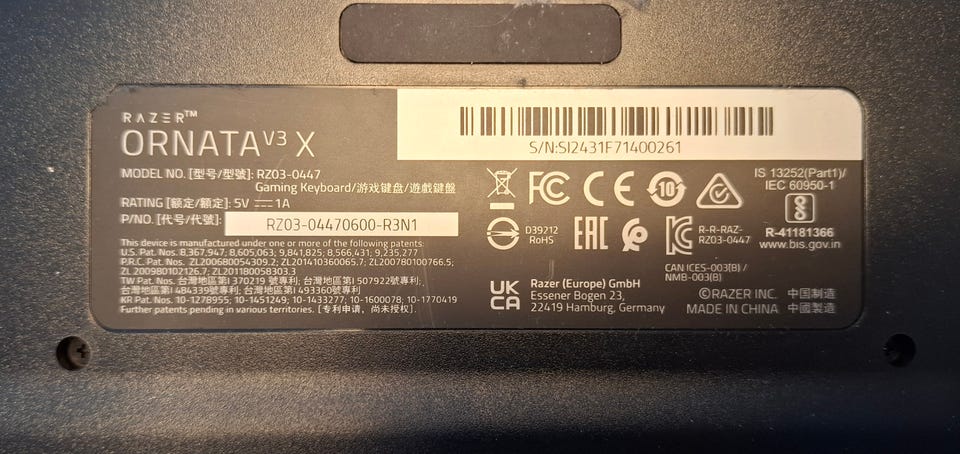 RAZER™
ORNATA V3 X
S/N:SI2431F71400261
MODEL NO. [型号/型號]: RZ03-0447
Gaming Keyboard/游戏键盘/遊戲鍵盤
RATING [额定/額定]: 5V ⎓ 1A
P/NO. [代号/代號]:
RZ03-04470600-R3N1
This device is manufactured under one or more of the following patents:
U.S. Pat. Nos. 8,367,947; 8,605,063; 9,841,825; 8,566,431; 9,235,277
P.R.C. Pat. Nos. ZL200680054309.2; ZL201410360065.7; ZL200780100766.5;
ZL200980102126.7; ZL201180058303.3
TW Pat. Nos. 台灣地區第I 370219 號專利; 台灣地區第I 507922號專利;
台灣地區第I 484339號專利; 台灣地區第I 493360號專利
KR Pat. Nos. 10-1278955; 10-1451249; 10-1433277; 10-1600078; 10-1770419
Further patents pending in various territories. [专利申请，尚未授权].
FC CE 10
IS 13252(Part1)/
IEC 60950-1
R-41181366
www.bis.gov.in
D39212
RoHS
EAC
R-R-RAZ-
RZ03-0447
CAN ICES-003(B) /
NMB-003(B)
UK
CA
Razer (Europe) GmbH
Essener Bogen 23,
22419 Hamburg, Germany
©RAZER INC. 中国制造
MADE IN CHINA 中國製造